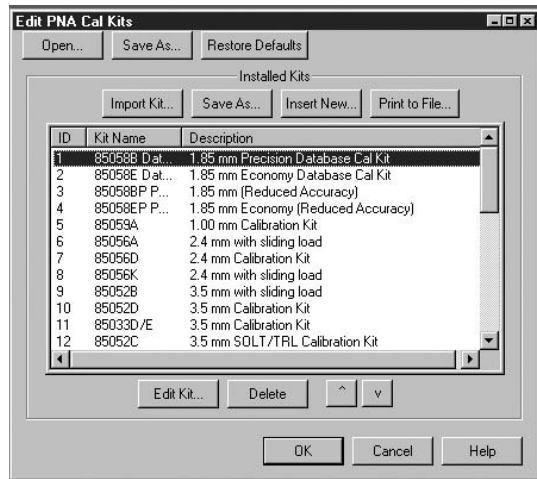 Edit PNA Cal Kits
Open... Save As... Restore Defaults
Installed Kits
Import Kit... Save As... Insert New... Print to File...
ID Kit Name Description
1 85058B Dat... 1.85 mm Precision Database Cal Kit
2 85058E Dat... 1.85 mm Economy Database Cal Kit
3 85058BP P... 1.85 mm (Reduced Accuracy)
4 85058EP P... 1.85 mm Economy (Reduced Accuracy)
5 85059A 1.00 mm Calibration Kit
6 85056A 2.4 mm with sliding load
7 85056D 2.4 mm Calibration Kit
8 85056K 2.4 mm with sliding load
9 85052B 3.5 mm with sliding load
10 85052D 3.5 mm Calibration Kit
11 85033D/E 3.5 mm Calibration Kit
12 85052C 3.5 mm SOLT/TRL Calibration Kit
Edit Kit... Delete ^ v
OK Cancel Help